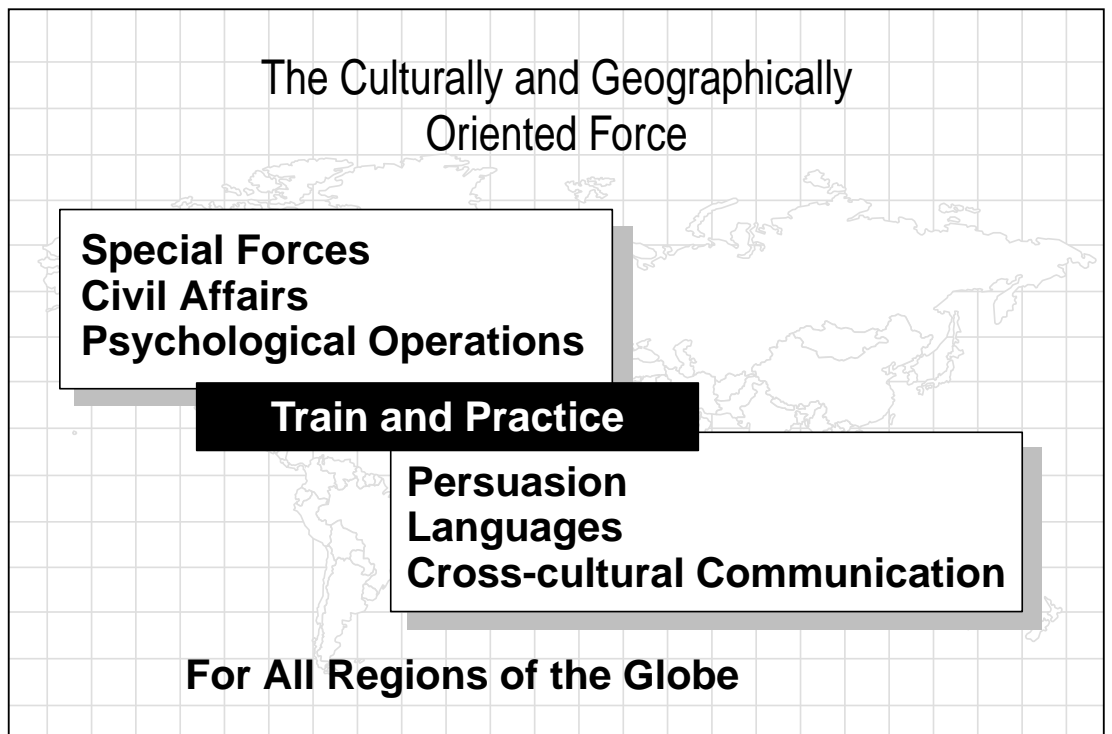 The Culturally and Geographically
Oriented Force
Special Forces
Civil Affairs
Psychological Operations
Train and Practice
Persuasion
Languages
Cross-cultural Communication
For All Regions of the Globe